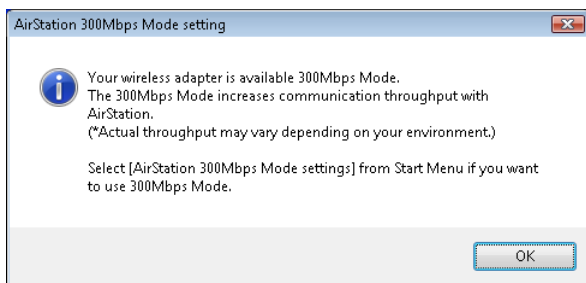 AirStation 300Mbps Mode setting
Your wireless adapter is available 300Mbps Mode.
The 300Mbps Mode increases communication throughput with
AirStation.
(*Actual throughput may vary depending on your environment.)
Select [AirStation 300Mbps Mode settings] from Start Menu if you want
to use 300Mbps Mode.
OK